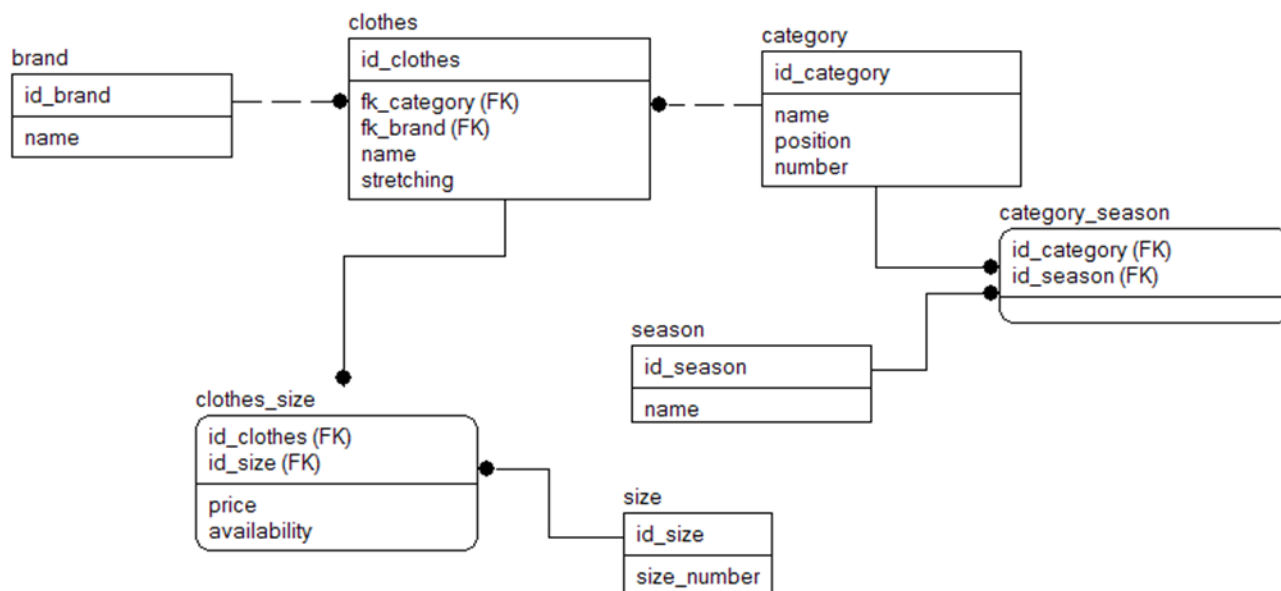 brand
id_brand
name
clothes
id_clothes
fk_category (FK)
fk_brand (FK)
name
stretching
category
id_category
name
position
number
category_season
id_category (FK)
id_season (FK)
season
id_season
name
clothes_size
id_clothes (FK)
id_size (FK)
price
availability
size
id_size
size_number